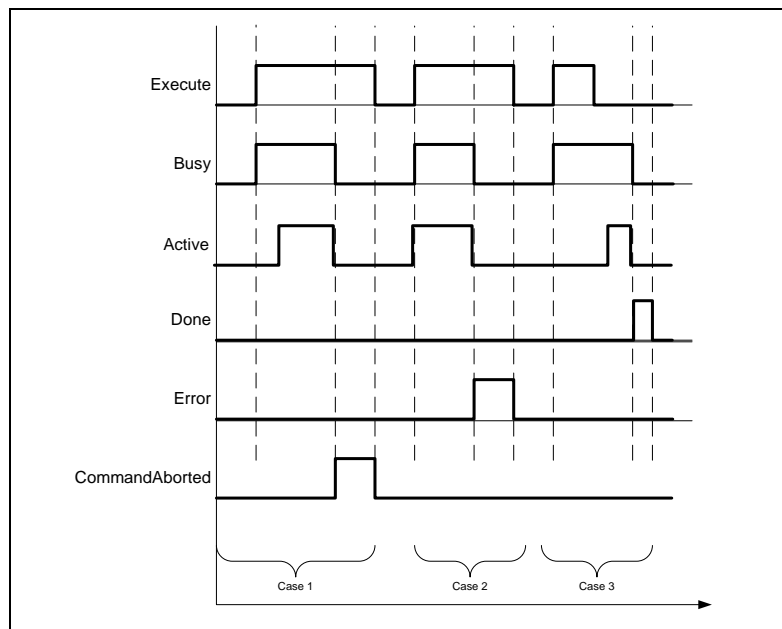 Execute
Busy
Active
Done
Error
CommandAborted
Case 1
Case 2
Case 3